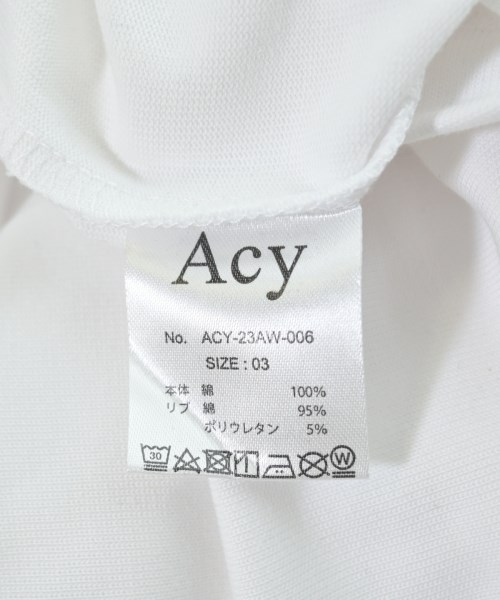 Acy
No. ACY-23AW-006
SIZE : 03
本体 綿 100%
リブ 綿 95%
ポリウレタン 5%
30 W